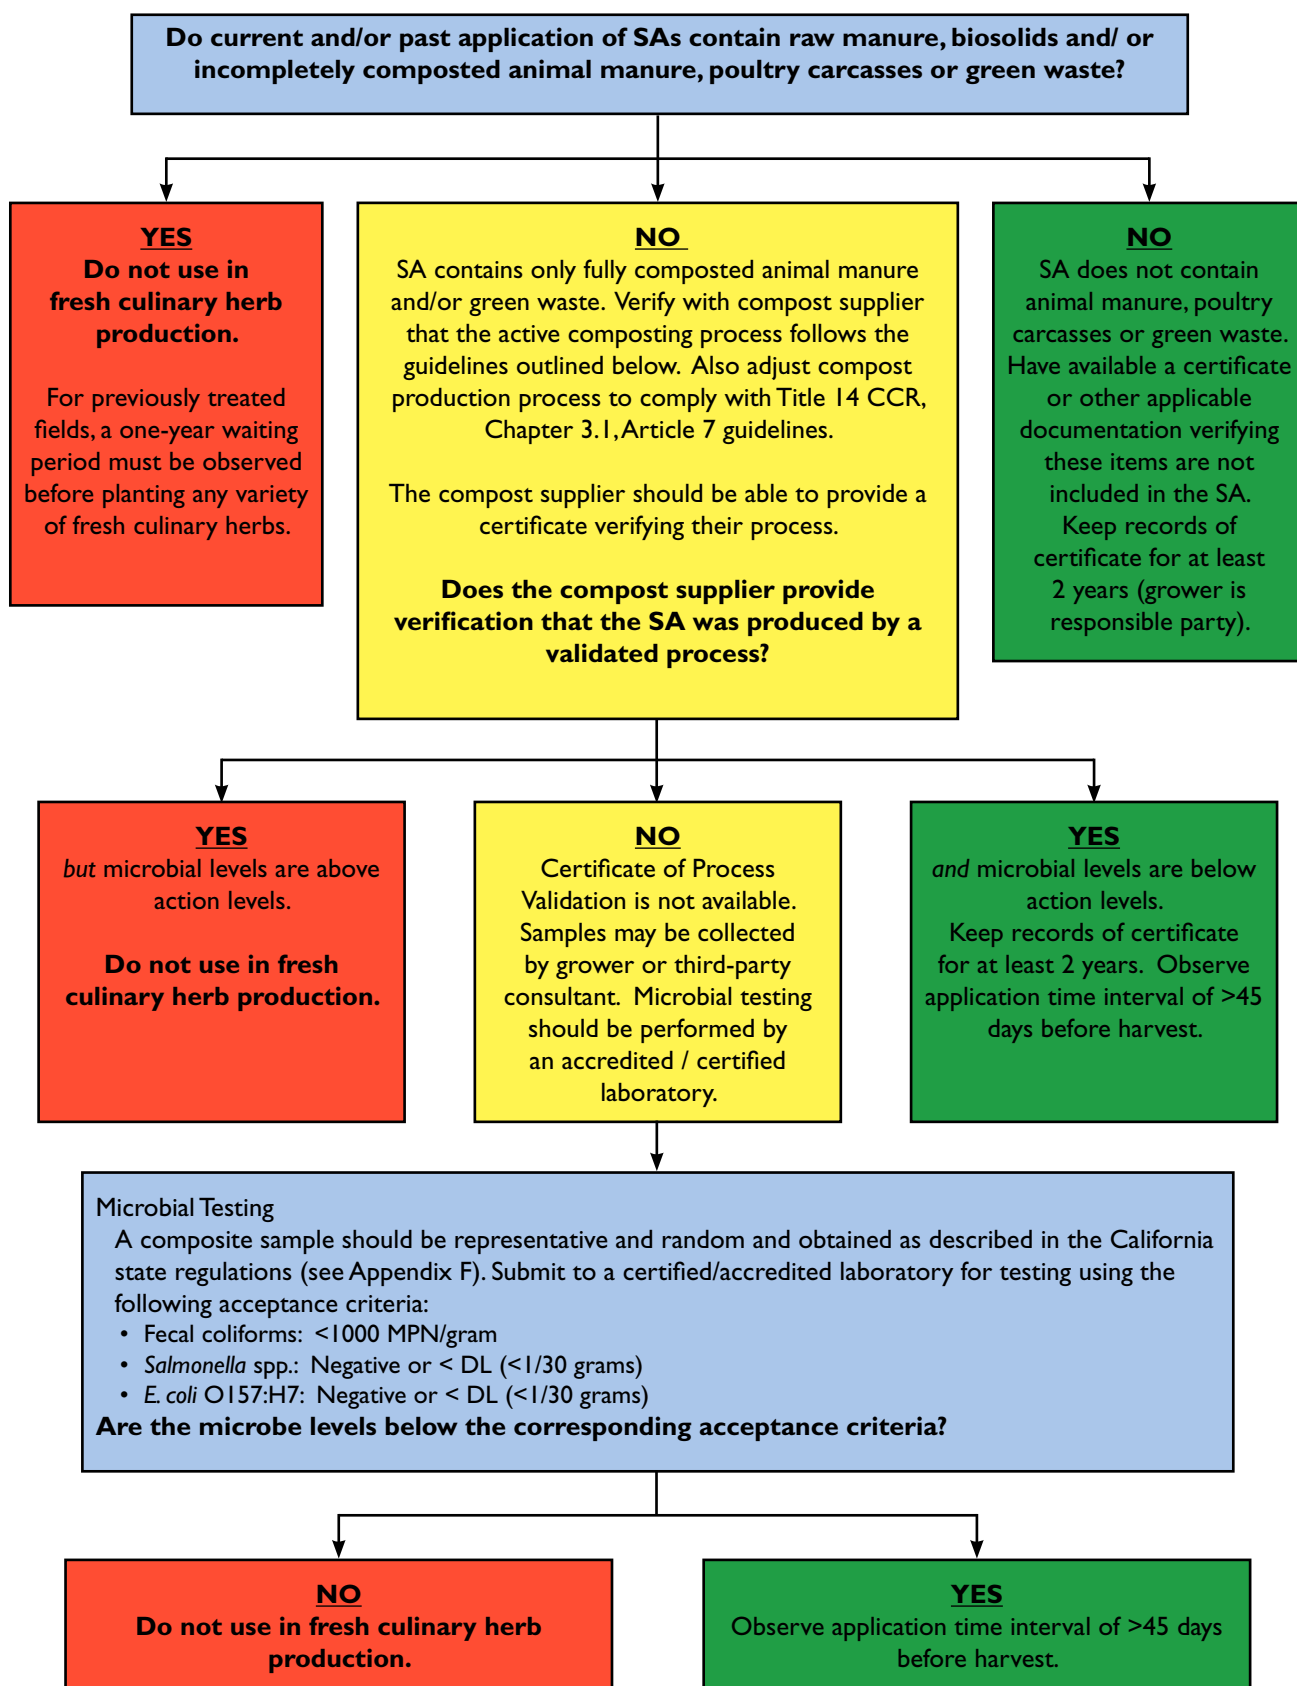 Do current and/or past application of SAs contain raw manure, biosolids and/ or
incompletely composted animal manure, poultry carcasses or green waste?
YES
Do not use in
fresh culinary herb
production.
For previously treated
fields, a one-year waiting
period must be observed
before planting any variety
of fresh culinary herbs.
NO
SA contains only fully composted animal manure
and/or green waste. Verify with compost supplier
that the active composting process follows the
guidelines outlined below. Also adjust compost
production process to comply with Title 14 CCR,
Chapter 3.1, Article 7 guidelines.
The compost supplier should be able to provide a
certificate verifying their process.
Does the compost supplier provide
verification that the SA was produced by a
validated process?
NO
SA does not contain
animal manure, poultry
carcasses or green waste.
Have available a certificate
or other applicable
documentation verifying
these items are not
included in the SA.
Keep records of
certificate for at least
2 years (grower is
responsible party).
YES
but microbial levels are above
action levels.
Do not use in fresh
culinary herb production.
NO
Certificate of Process
Validation is not available.
Samples may be collected
by grower or third-party
consultant. Microbial testing
should be performed by
an accredited / certified
laboratory.
YES
and microbial levels are below
action levels.
Keep records of certificate
for at least 2 years. Observe
application time interval of >45
days before harvest.
Microbial Testing
A composite sample should be representative and random and obtained as described in the California
state regulations (see Appendix F). Submit to a certified/accredited laboratory for testing using the
following acceptance criteria:
• Fecal coliforms: <1000 MPN/gram
• Salmonella spp.: Negative or < DL (<1/30 grams)
• E. coli O157:H7: Negative or < DL (<1/30 grams)
Are the microbe levels below the corresponding acceptance criteria?
NO
Do not use in fresh culinary herb
production.
YES
Observe application time interval of >45 days
before harvest.